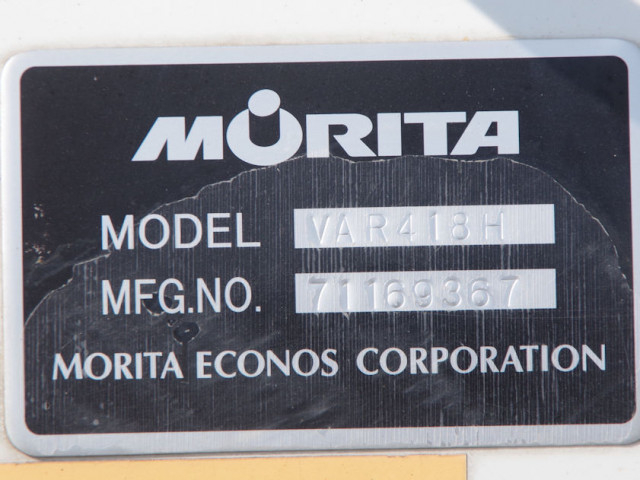 MORITA
MODEL VAR418H
MFG.NO. 71169367
MORITA ECONOS CORPORATION